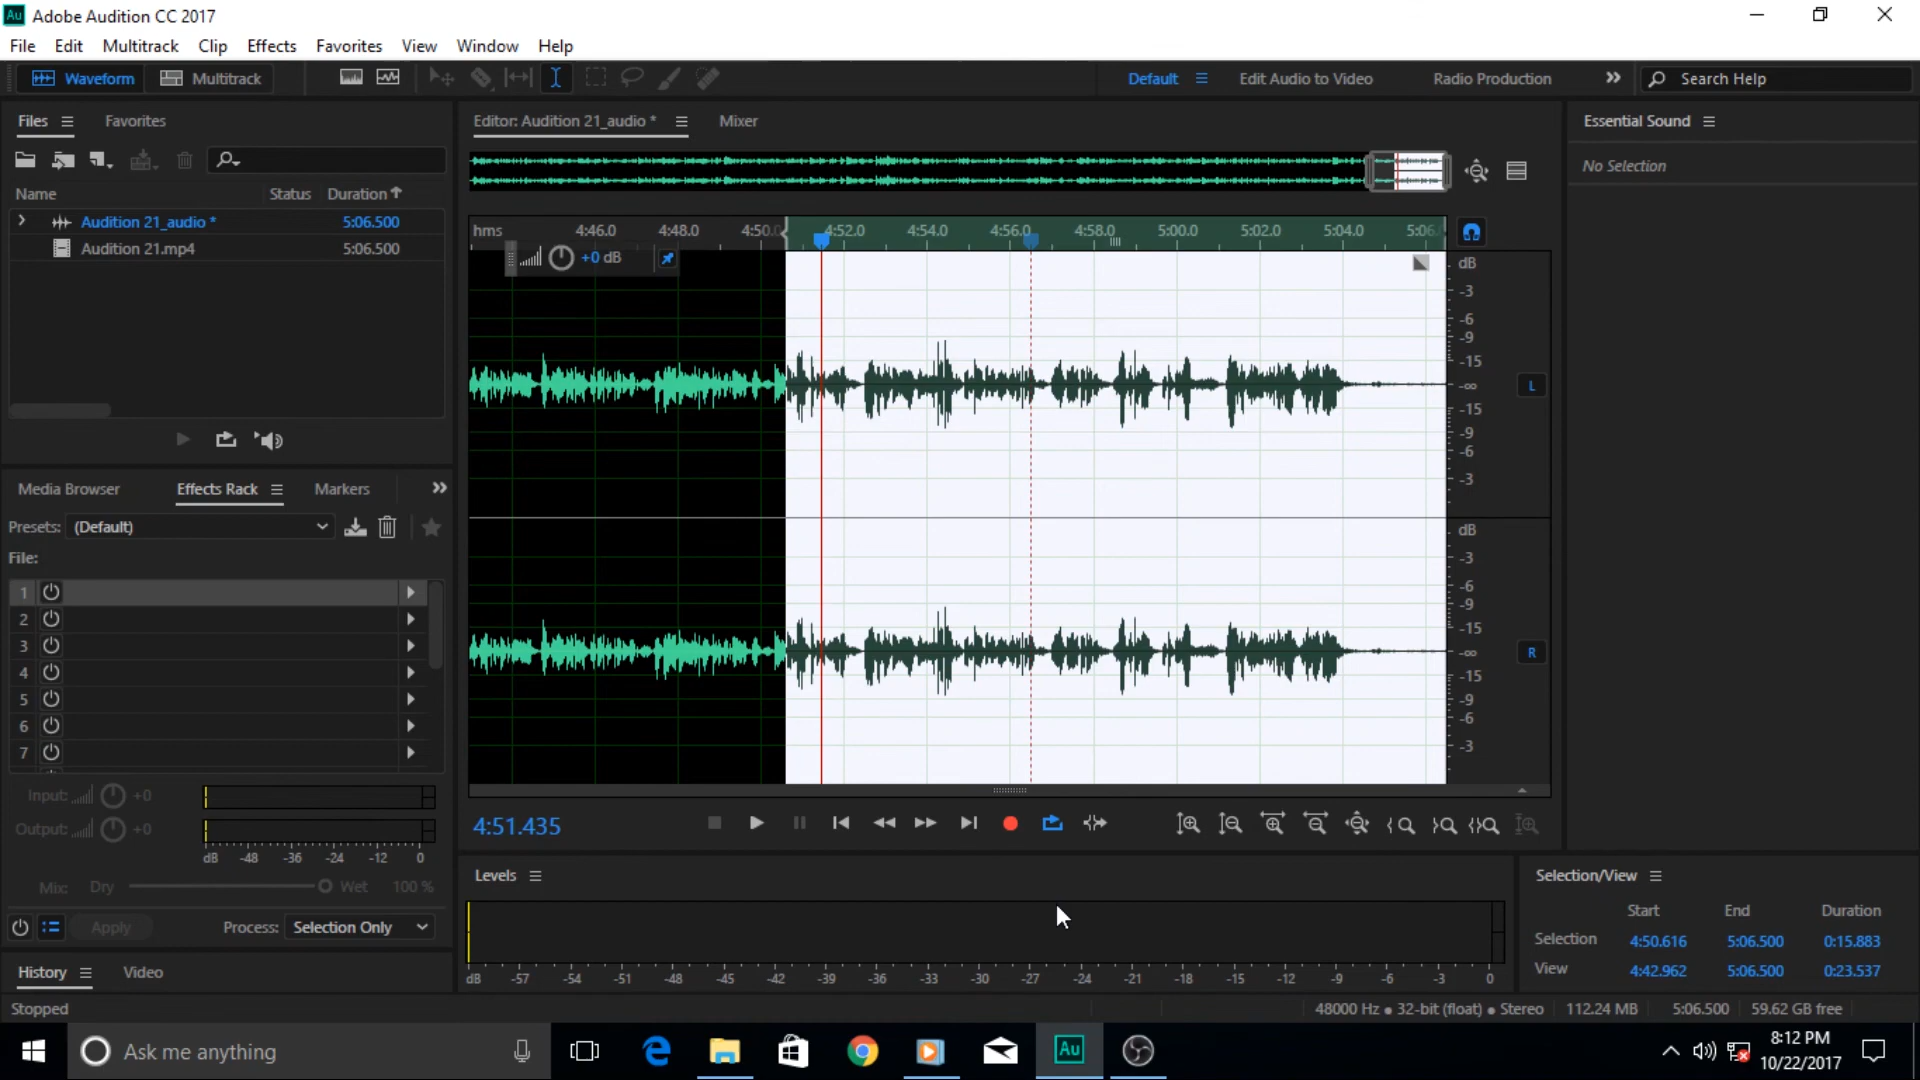 Au Adobe Audition CC 2017
File Edit Multitrack Clip Effects Favorites View Window Help
Waveform Multitrack Default Edit Audio to Video Radio Production Search Help
Files Favorites
Editor: Audition 21_audio * Mixer
Essential Sound
No Selection
Name Status Duration
Audition 21_audio * 5:06.500
Audition 21.mp4 5:06.500
hms 4:46.0 4:48.0 4:50.0 4:52.0 4:54.0 4:56.0 4:58.0 5:00.0 5:02.0 5:04.0 5:06.
+0 dB
dB
-3
-6
-9
-15
-∞
-15
-9
-6
-3
L
dB
-3
-6
-9
-15
-∞
-15
-9
-6
-3
R
Media Browser Effects Rack Markers
Presets: (Default)
File:
1
2
3
4
5
6
7
Input: +0
Output: +0
dB -48 -36 -24 -12 0
Mix: Dry Wet 100 %
Apply Process: Selection Only
History Video
4:51.435
Levels
dB -57 -54 -51 -48 -45 -42 -39 -36 -33 -30 -27 -24 -21 -18 -15 -12 -9 -6 -3 0
Selection/View
Start End Duration
Selection 4:50.616 5:06.500 0:15.883
View 4:42.962 5:06.500 0:23.537
Stopped
48000 Hz ● 32-bit (float) ● Stereo 112.24 MB 5:06.500 59.62 GB free
Ask me anything
Au
8:12 PM
10/22/2017